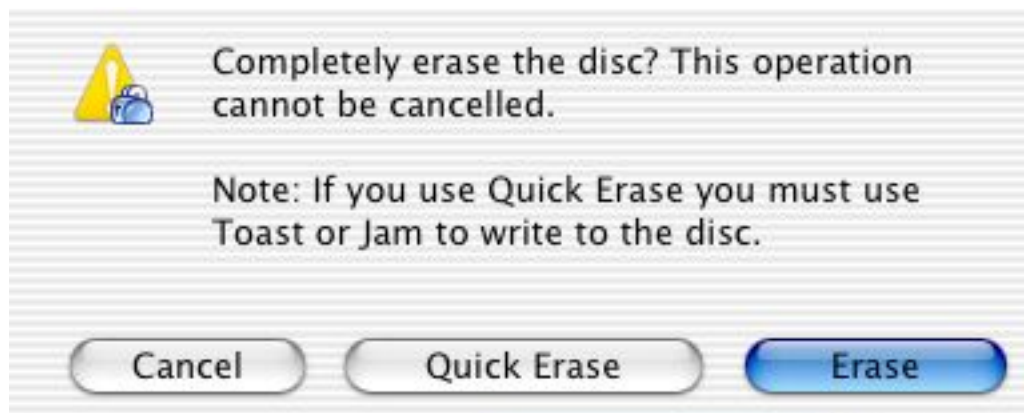 Completely erase the disc? This operation
cannot be cancelled.
Note: If you use Quick Erase you must use
Toast or Jam to write to the disc.
Cancel Quick Erase Erase